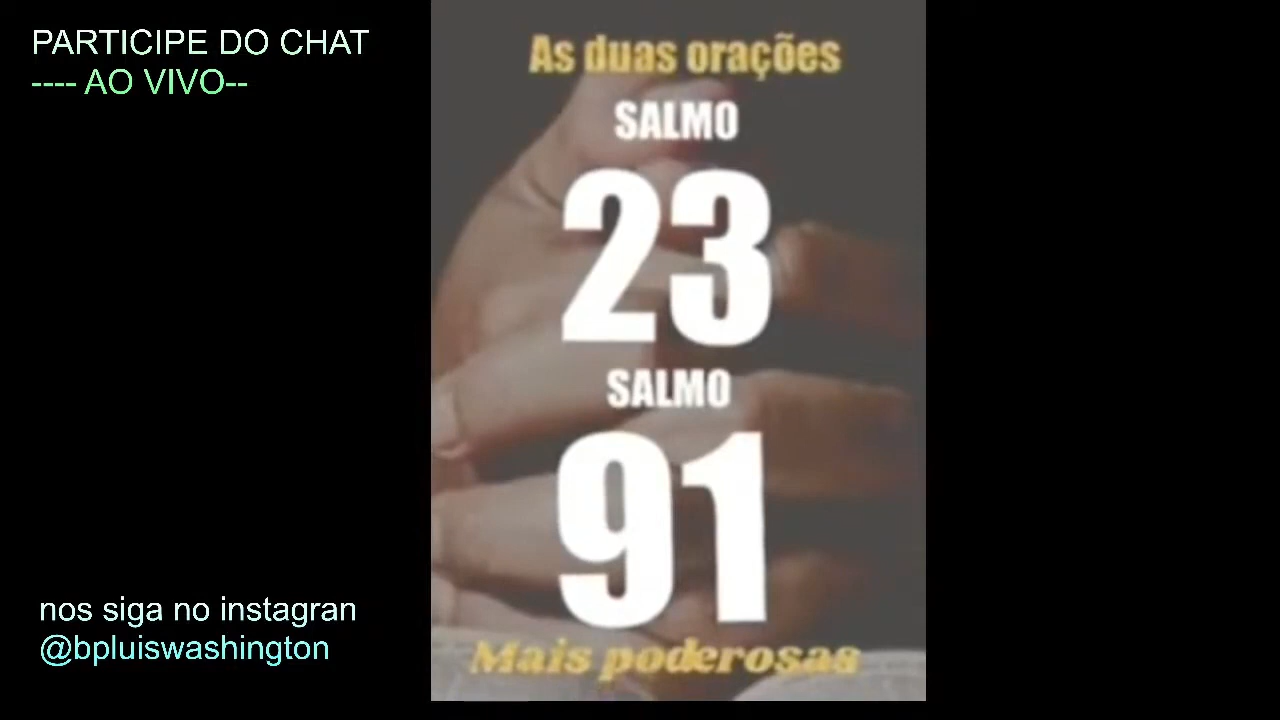 PARTICIPE DO CHAT
---- AO VIVO--
As duas orações
SALMO
23
SALMO
91
Mais poderosas
nos siga no instagran
@bpluiswashington